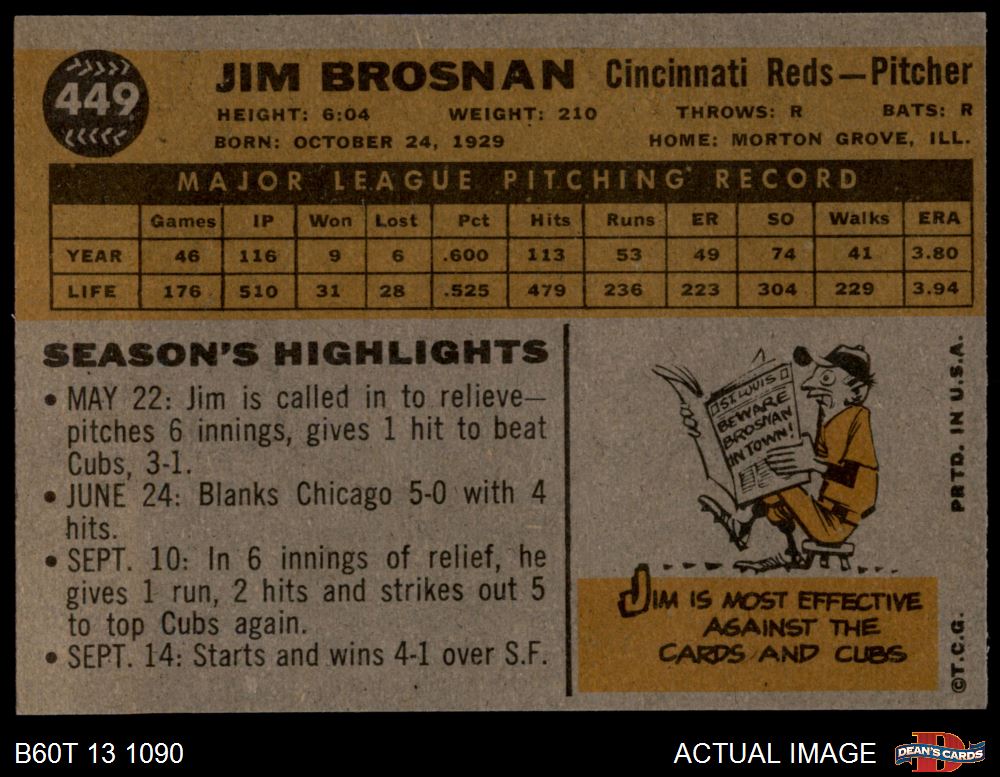 449
JIM BROSNAN Cincinnati Reds—Pitcher
HEIGHT: 6:04 WEIGHT: 210 THROWS: R BATS: R
BORN: OCTOBER 24, 1929 HOME: MORTON GROVE, ILL.
MAJOR LEAGUE PITCHING RECORD
Games IP Won Lost Pct Hits Runs ER SO Walks ERA
YEAR 46 116 9 6 .600 113 53 49 74 41 3.80
LIFE 176 510 31 28 .525 479 236 223 304 229 3.94
SEASON'S HIGHLIGHTS
• MAY 22: Jim is called in to relieve—
pitches 6 innings, gives 1 hit to beat
Cubs, 3-1.
• JUNE 24: Blanks Chicago 5-0 with 4
hits.
• SEPT. 10: In 6 innings of relief, he
gives 1 run, 2 hits and strikes out 5
to top Cubs again.
• SEPT. 14: Starts and wins 4-1 over S.F.
ST. LOUIS
BEWARE
BROSNAN
IN TOWN!
JIM IS MOST EFFECTIVE
AGAINST THE
CARDS AND CUBS
©T.C.G. PRTD. IN U.S.A.
B60T 13 1090
ACTUAL IMAGE
D
DEAN'S CARDS